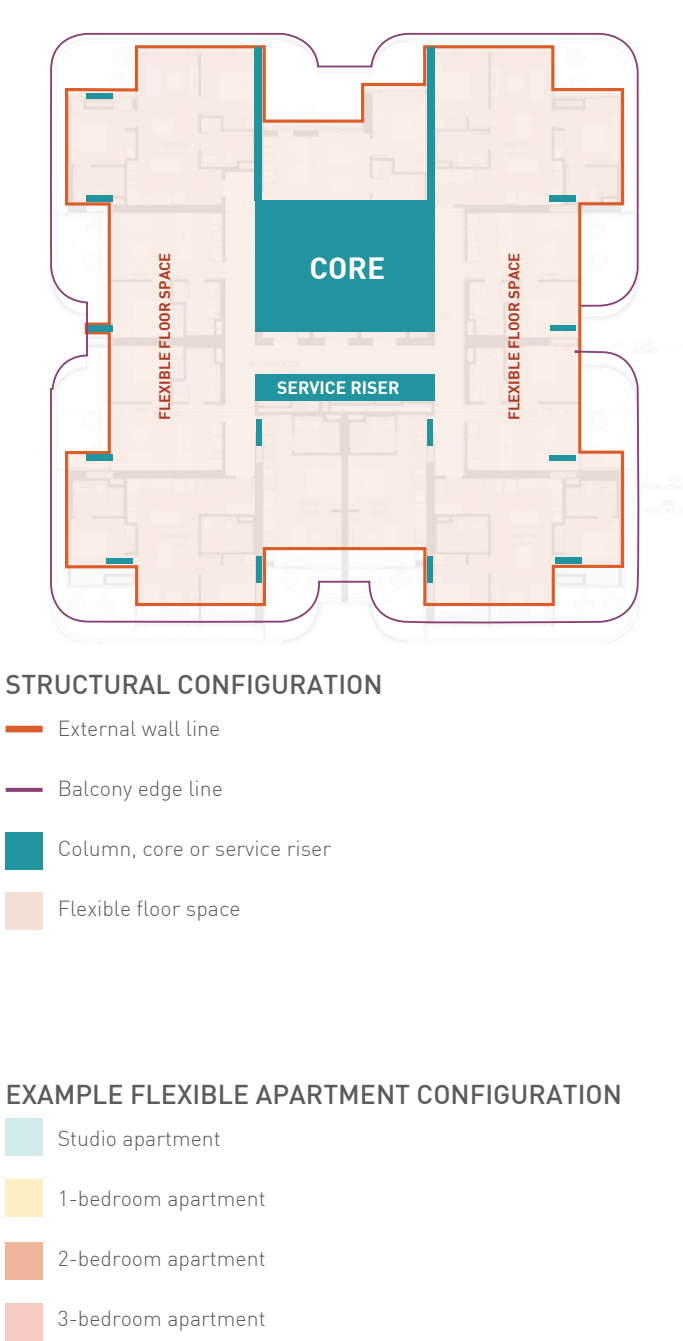 CORE
FLEXIBLE FLOOR SPACE
FLEXIBLE FLOOR SPACE
SERVICE RISER
STRUCTURAL CONFIGURATION
External wall line
Balcony edge line
Column, core or service riser
Flexible floor space
EXAMPLE FLEXIBLE APARTMENT CONFIGURATION
Studio apartment
1-bedroom apartment
2-bedroom apartment
3-bedroom apartment